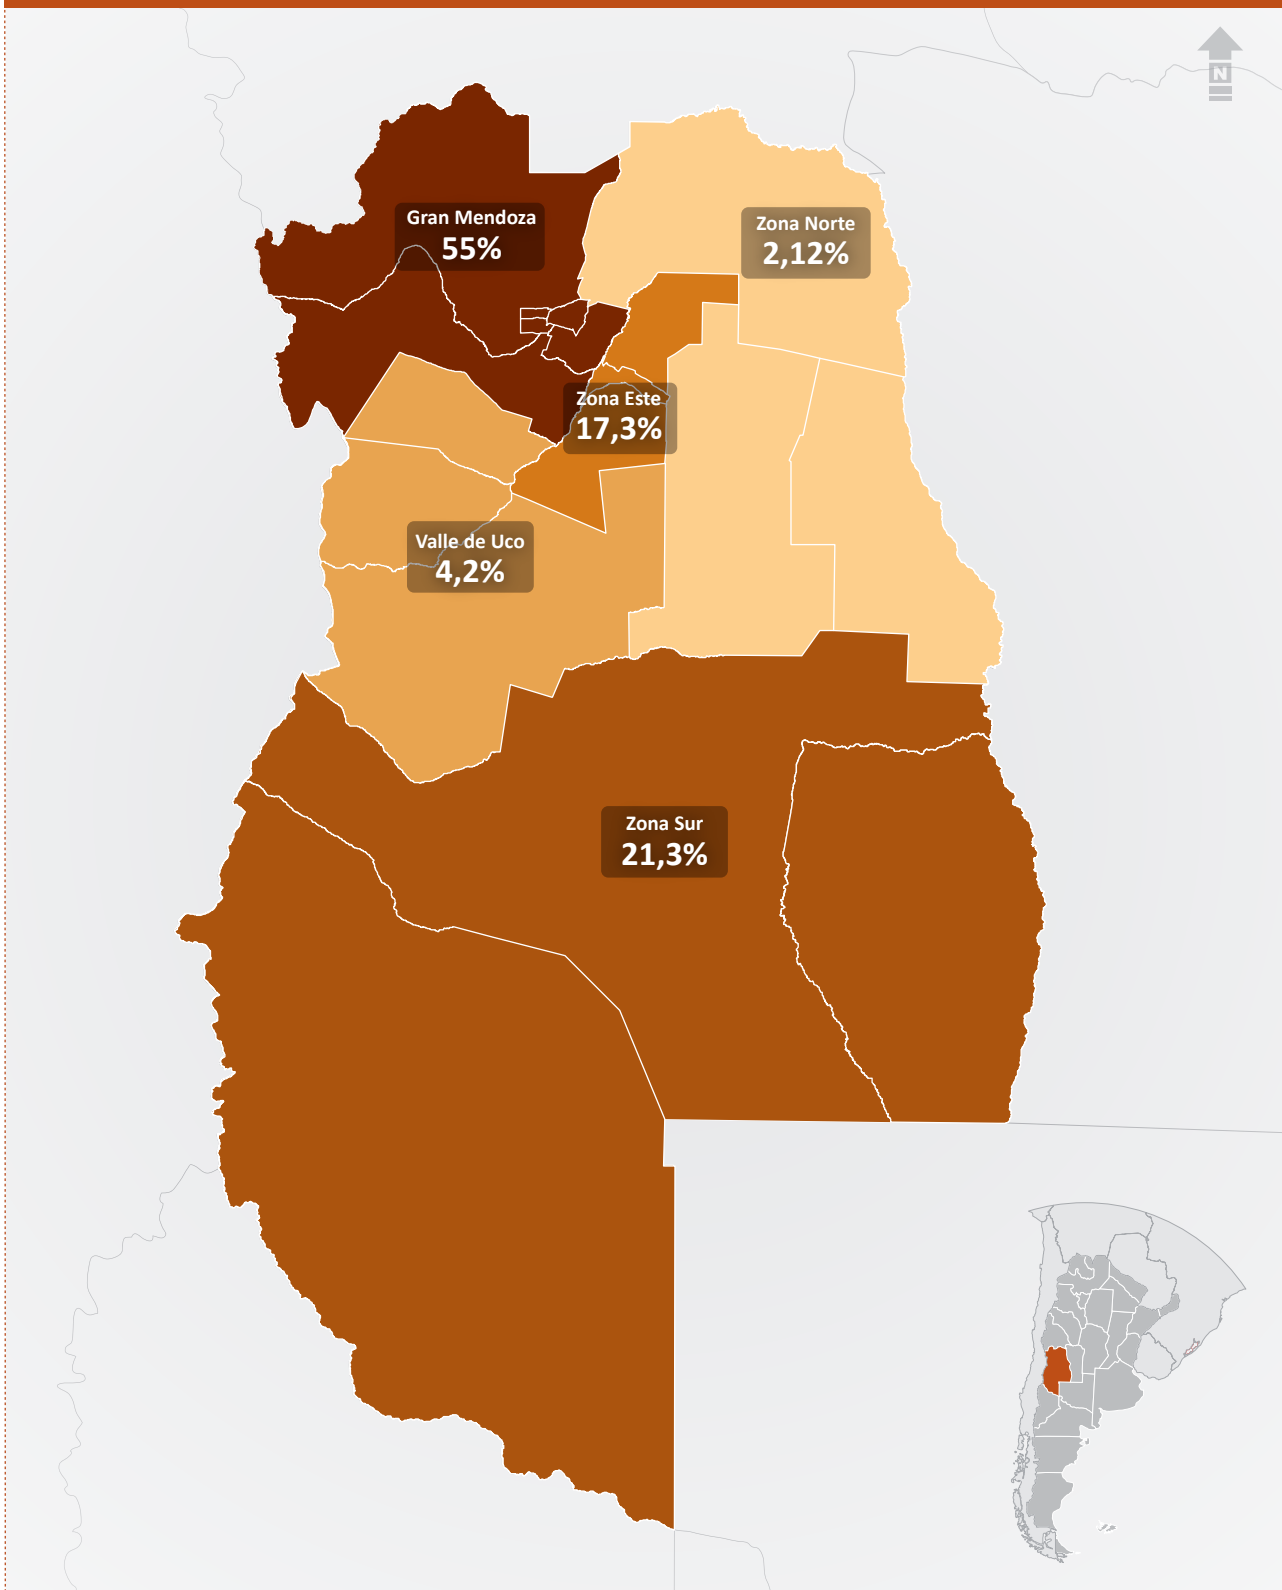 N
Gran Mendoza
55%
Zona Norte
2,12%
Zona Este
17,3%
Valle de Uco
4,2%
Zona Sur
21,3%